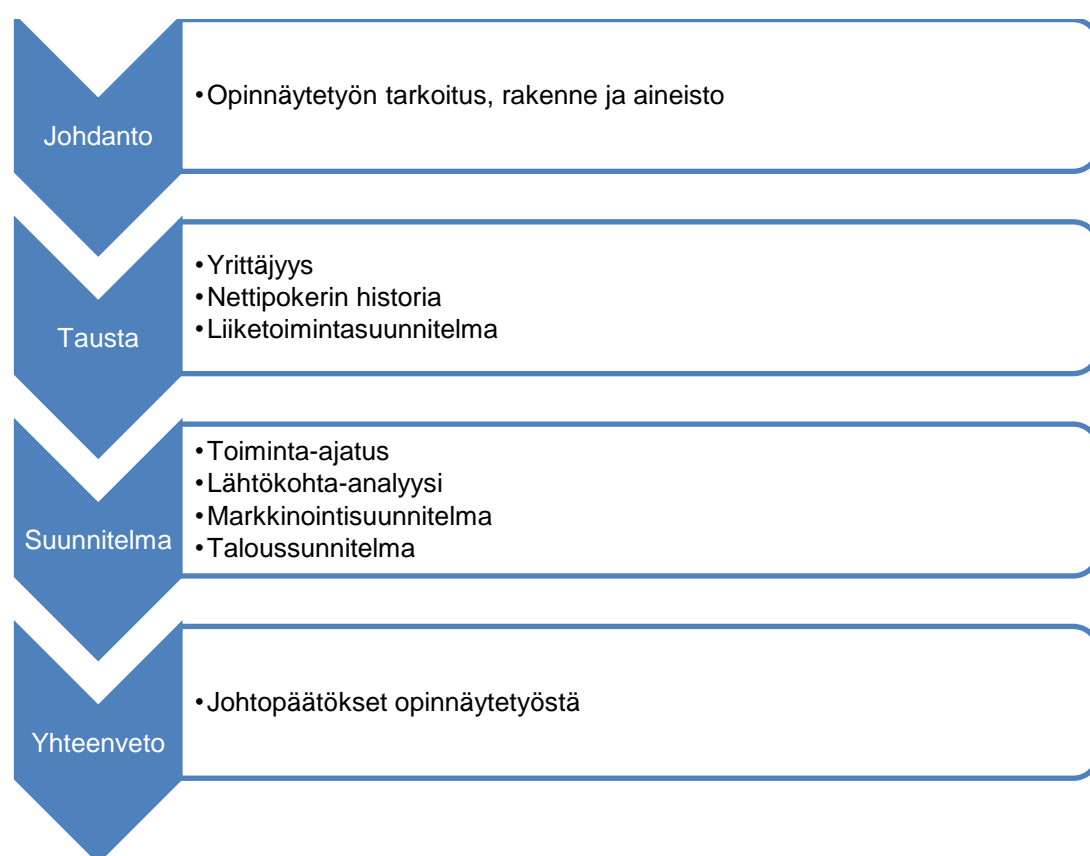 Johdanto
•Opinnäytetyön tarkoitus, rakenne ja aineisto
Tausta
•Yrittäjyys
•Nettipokerin historia
•Liiketoimintasuunnitelma
Suunnitelma
•Toiminta-ajatus
•Lähtökohta-analyysi
•Markkinointisuunnitelma
•Taloussunnitelma
Yhteenveto
•Johtopäätökset opinnäytetyöstä